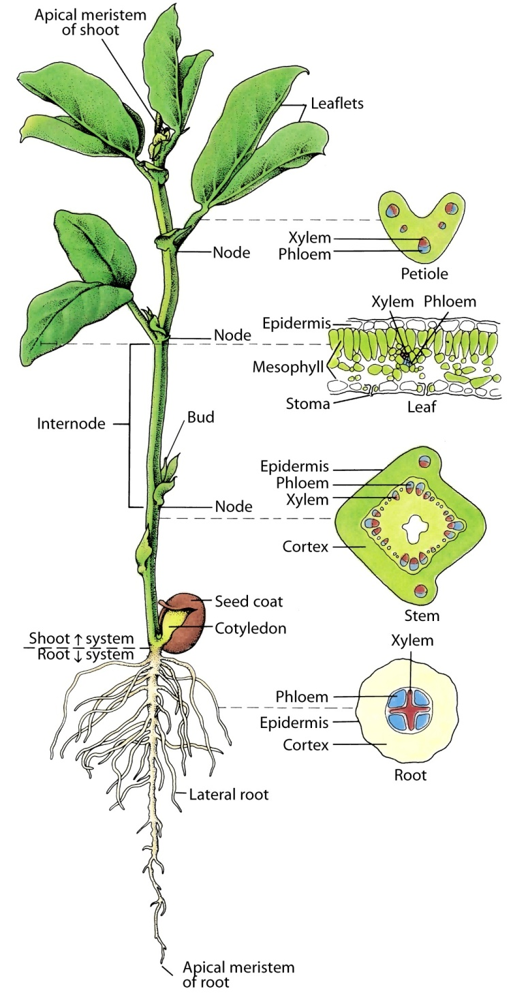 Apical meristem
of shoot
Leaflets
Xylem
Phloem
Node
Petiole
Xylem Phloem
Epidermis
Node
Mesophyll
Stoma
Leaf
Internode
Bud
Epidermis
Phloem
Xylem
Node
Cortex
Seed coat
Stem
Cotyledon
Shoot ↑ system
Root ↓ system
Xylem
Phloem
Epidermis
Cortex
Root
Lateral root
Apical meristem
of root